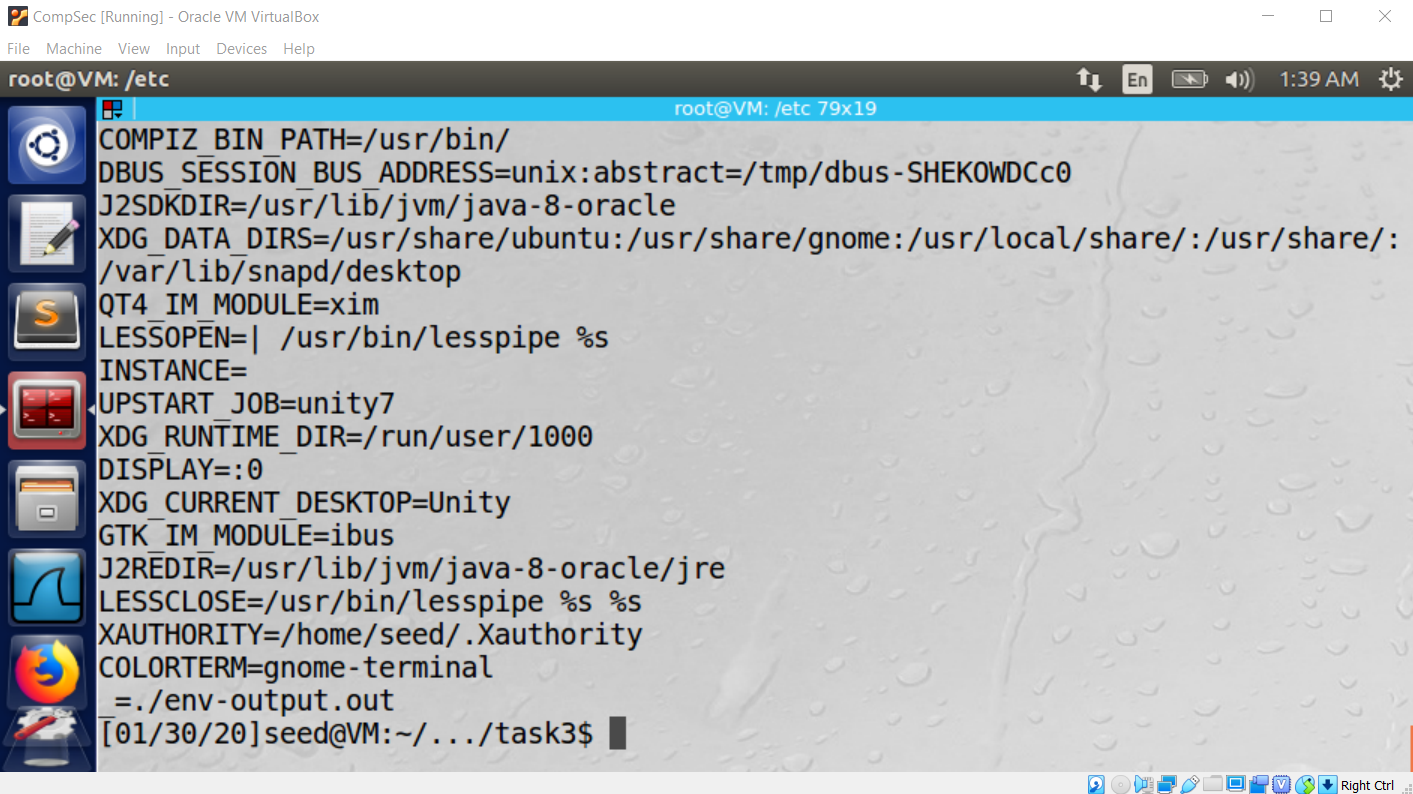 CompSec [Running] - Oracle VM VirtualBox
File Machine View Input Devices Help
root@VM: /etc En 1:39 AM
root@VM: /etc 79x19
COMPIZ_BIN_PATH=/usr/bin/
DBUS_SESSION_BUS_ADDRESS=unix:abstract=/tmp/dbus-SHEKOWDCc0
J2SDKDIR=/usr/lib/jvm/java-8-oracle
XDG_DATA_DIRS=/usr/share/ubuntu:/usr/share/gnome:/usr/local/share/:/usr/share/:
/var/lib/snapd/desktop
QT4_IM_MODULE=xim
LESSOPEN=| /usr/bin/lesspipe %s
INSTANCE=
UPSTART_JOB=unity7
XDG_RUNTIME_DIR=/run/user/1000
DISPLAY=:0
XDG_CURRENT_DESKTOP=Unity
GTK_IM_MODULE=ibus
J2REDIR=/usr/lib/jvm/java-8-oracle/jre
LESSCLOSE=/usr/bin/lesspipe %s %s
XAUTHORITY=/home/seed/.Xauthority
COLORTERM=gnome-terminal
_=./env-output.out
[01/30/20]seed@VM:~/.../task3$
Right Ctrl